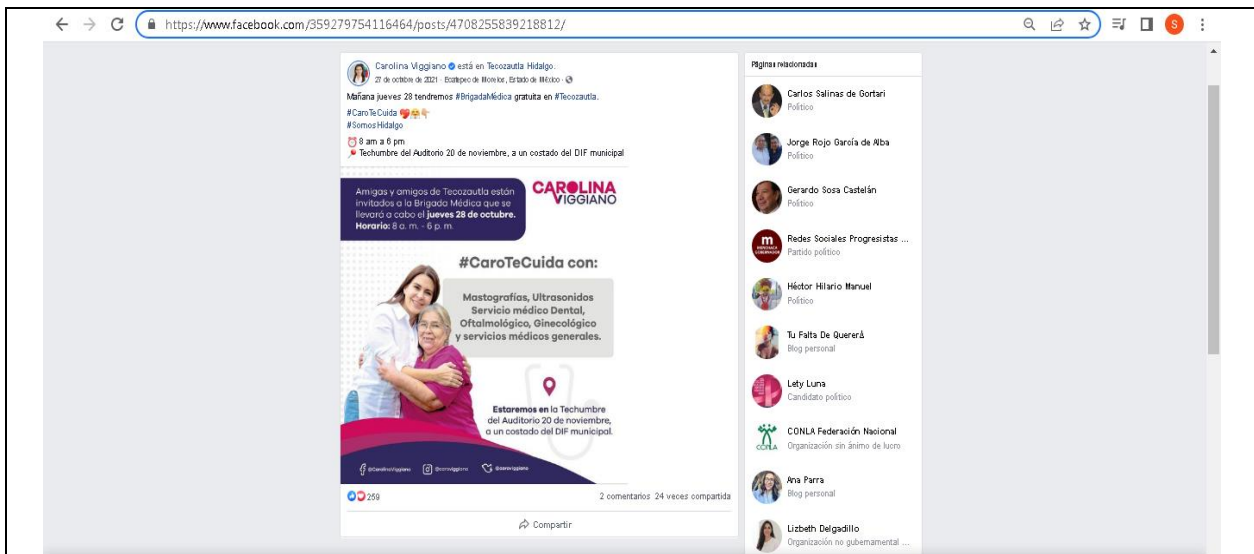 https://www.facebook.com/359279754116464/posts/4708255839218812/
S
Carolina Viggiano está en Tecozautla Hidalgo.
27 de octubre de 2021 · Ecatepec de Morelos, Estado de México ·
Mañana jueves 28 tendremos #BrigadaMédica gratuita en #Tecozautla.
#CaroTeCuida
#SomosHidalgo
8 am a 6 pm
Techumbre del Auditorio 20 de noviembre, a un costado del DIF municipal
Amigas y amigos de Tecozautla están
invitados a la Brigada Médica que se
llevará a cabo el jueves 28 de octubre.
Horario: 8 a. m. - 6 p. m.
CAROLINA
VIGGIANO
#CaroTeCuida con:
Mastografías, Ultrasonidos
Servicio médico Dental,
Oftalmológico, Ginecológico
y servicios médicos generales.
Estaremos en la Techumbre
del Auditorio 20 de noviembre,
a un costado del DIF municipal.
@CarolinaViggiano @caroviggiano @caroviggiano
259
2 comentarios 24 veces compartida
Compartir
Páginas relacionadas
Carlos Salinas de Gortari
Político
Jorge Rojo García de Alba
Político
Gerardo Sosa Castelán
Político
Redes Sociales Progresistas ...
Partido político
Héctor Hilario Manuel
Político
Tu Falta De QuererÁ
Blog personal
Lety Luna
Candidato político
CONLA
CONLA Federación Nacional
Organización sin ánimo de lucro
Ana Parra
Blog personal
Lizbeth Delgadillo
Organización no gubernamental ...